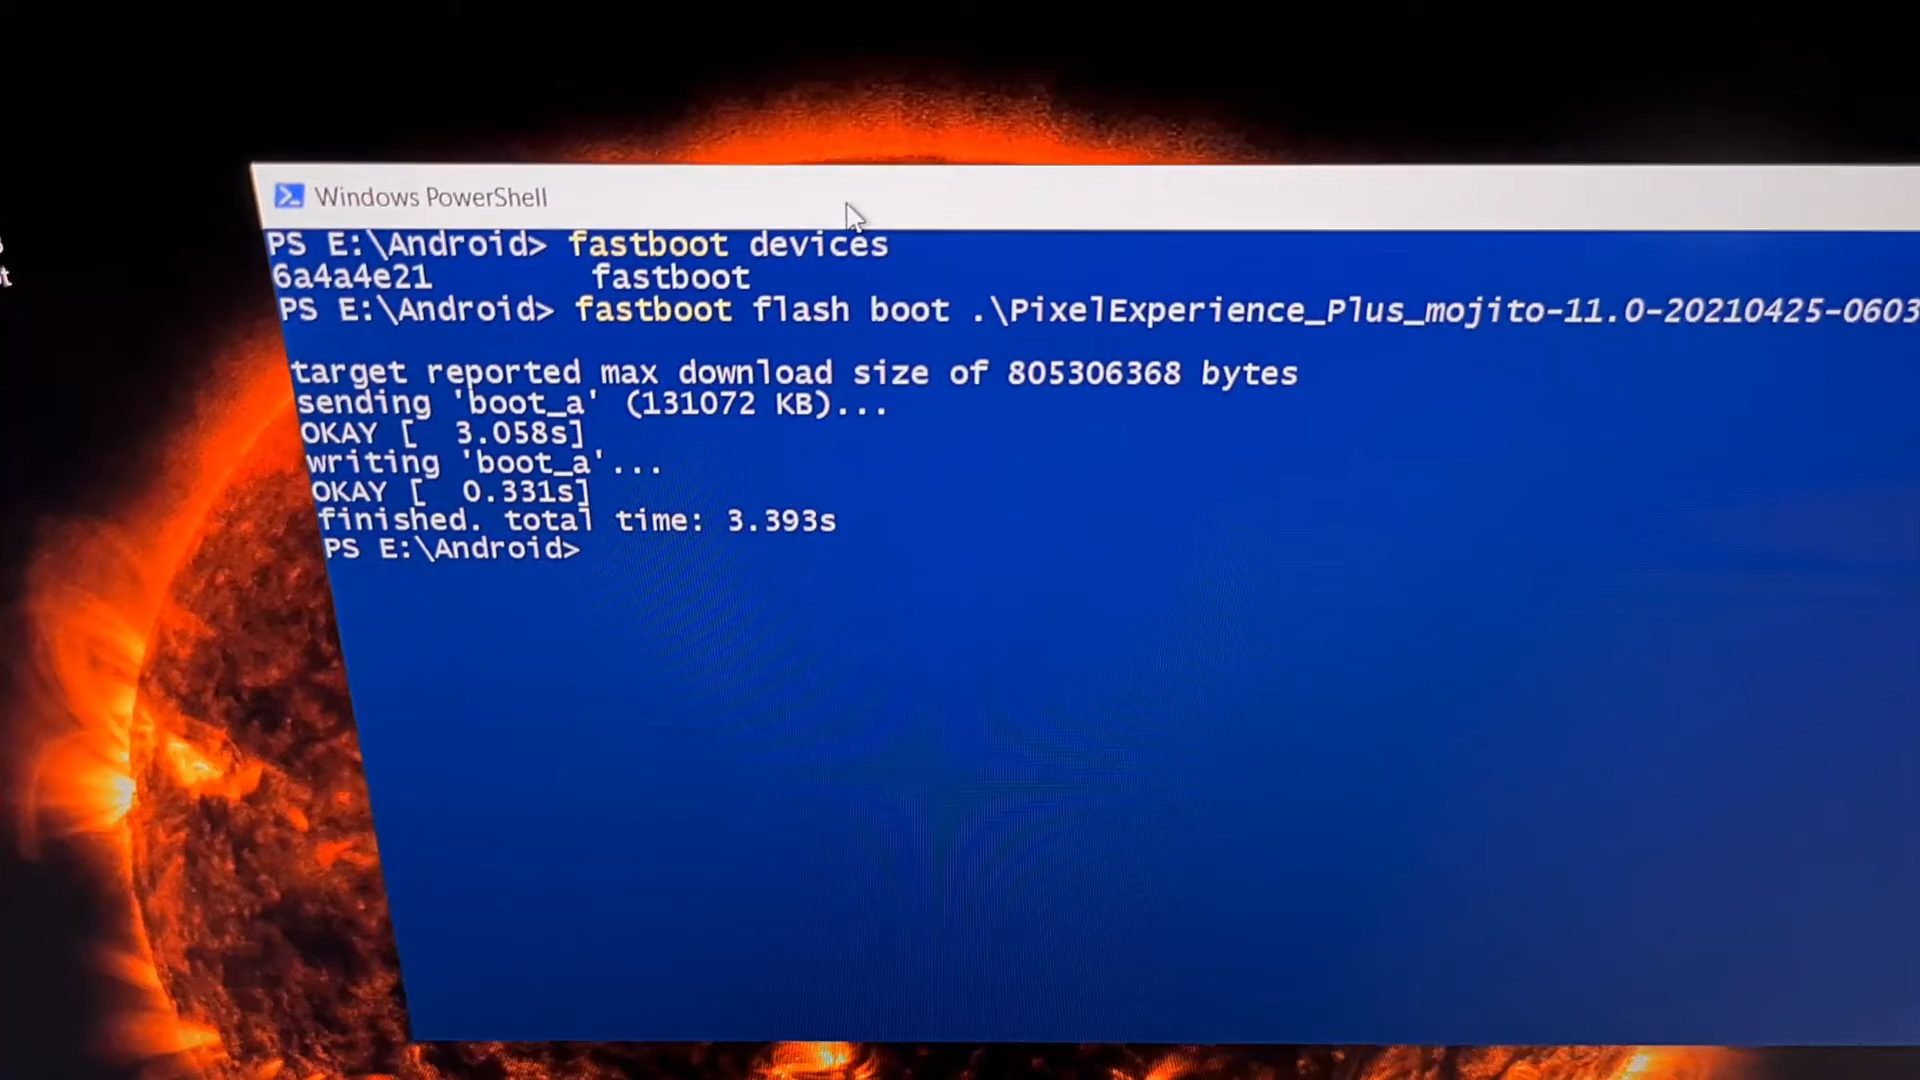 Windows PowerShell
PS E:\Android> fastboot devices
6a4a4e21 fastboot
PS E:\Android> fastboot flash boot .\PixelExperience_Plus_mojito-11.0-20210425-0603
target reported max download size of 805306368 bytes
sending 'boot_a' (131072 KB)...
OKAY [ 3.058s]
writing 'boot_a'...
OKAY [ 0.331s]
finished. total time: 3.393s
PS E:\Android>